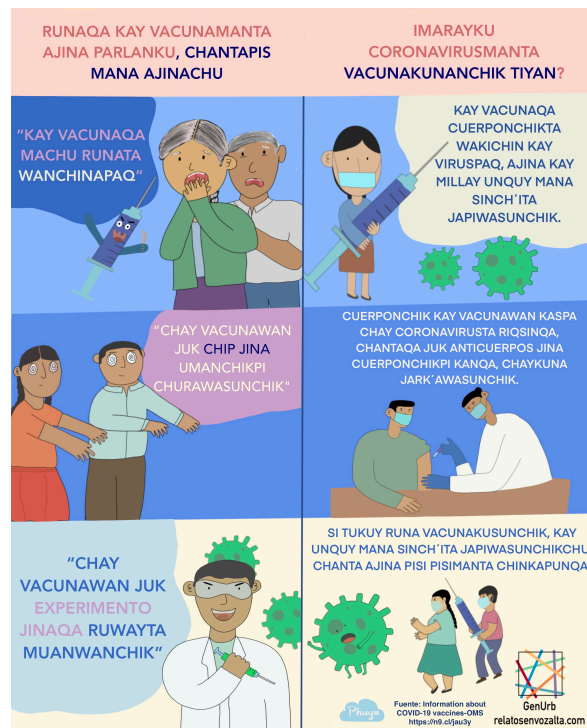 RUNAQA KAY VACUNAMANTA
AJINA PARLANKU, CHANTAPIS
MANA AJINACHU
"KAY VACUNAQA
MACHU RUNATA
WANCHINAPAQ"
"CHAY VACUNAWAN
JUK CHIP JINA
UMANCHIKPI
CHURAWASUNCHIK"
"CHAY
VACUNAWAN JUK
EXPERIMENTO
JINAQA RUWAYTA
MUANWANCHIK"
IMARAYKU
CORONAVIRUSMANTA
VACUNAKUNANCHIK TIYAN?
KAY VACUNAQA
CUERPONCHIKTA
WAKICHIN KAY
VIRUSPAQ, AJINA KAY
MILLAY UNQUY MANA
SINCH´ITA
JAPIWASUNCHIK.
CUERPONCHIK KAY VACUNAWAN KASPA
CHAY CORONAVIRUSTA RIQSINQA,
CHANTAQA JUK ANTICUERPOS JINA
CUERPONCHIKPI KANQA, CHAYKUNA
JARK´AWASUNCHIK.
SI TUKUY RUNA VACUNAKUSUNCHIK, KAY
UNQUY MANA SINCH´ITA JAPIWASUNCHIKCHU
CHANTA AJINA PISI PISIMANTA CHINKAPUNQA
Phuyu
Fuente: Information about
COVID-19 vaccines-OMS
https://n9.cl/jau3y
GenUrb
relatosenvozalta.com